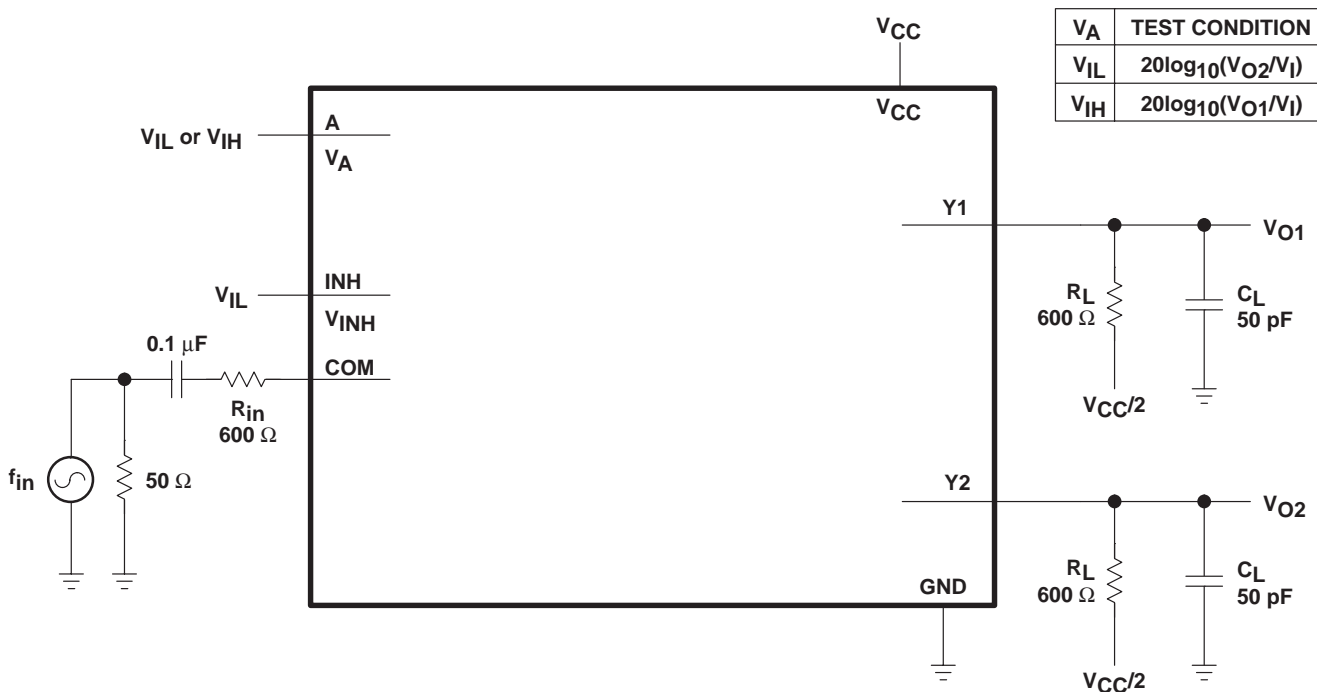 VCC
VA TEST CONDITION
VIL 20log10(VO2/VI)
VIH 20log10(VO1/VI)
VCC
VIL or VIH
A
VA
Y1
VO1
INH
VIL
VINH
RL
600 Ω
CL
50 pF
0.1 μF
COM
Rin
600 Ω
VCC/2
fin
50 Ω
Y2
VO2
RL
600 Ω
CL
50 pF
GND
VCC/2